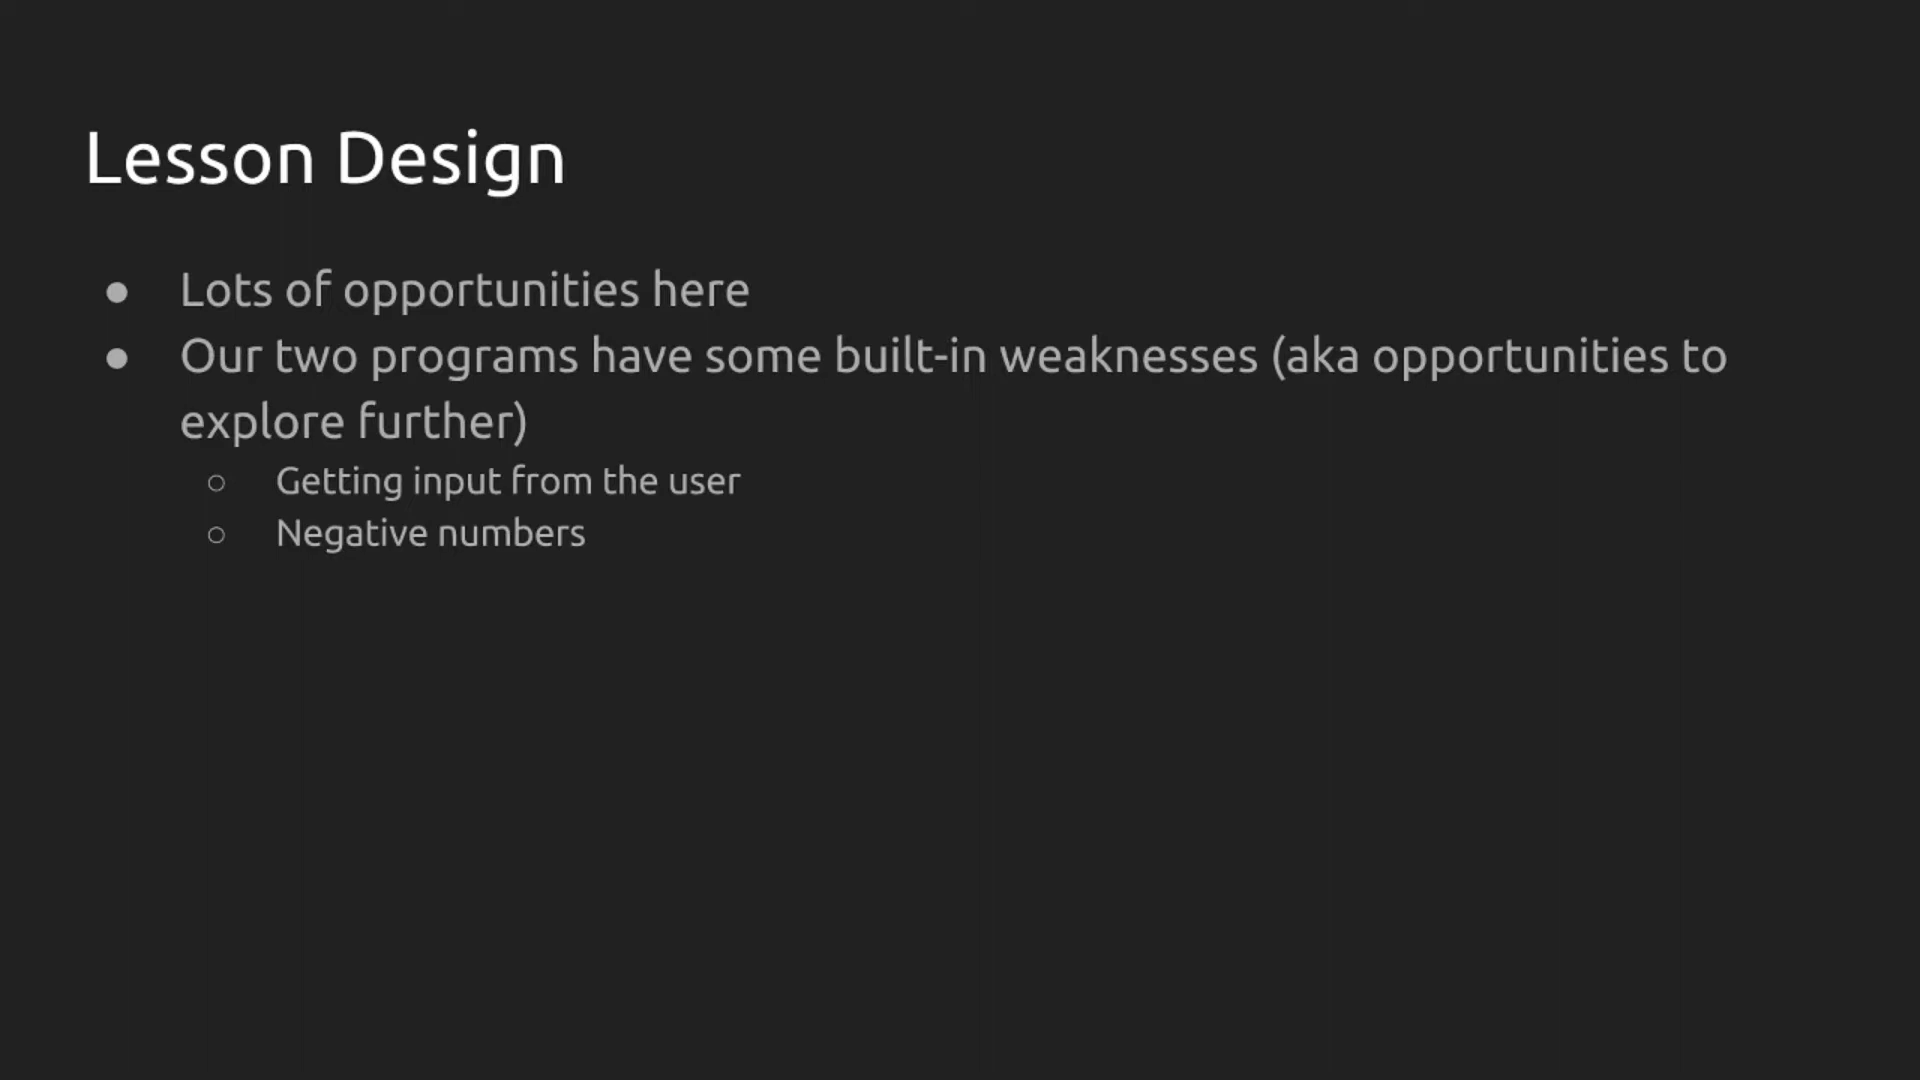 Lesson Design
● Lots of opportunities here
● Our two programs have some built-in weaknesses (aka opportunities to
explore further)
○ Getting input from the user
○ Negative numbers